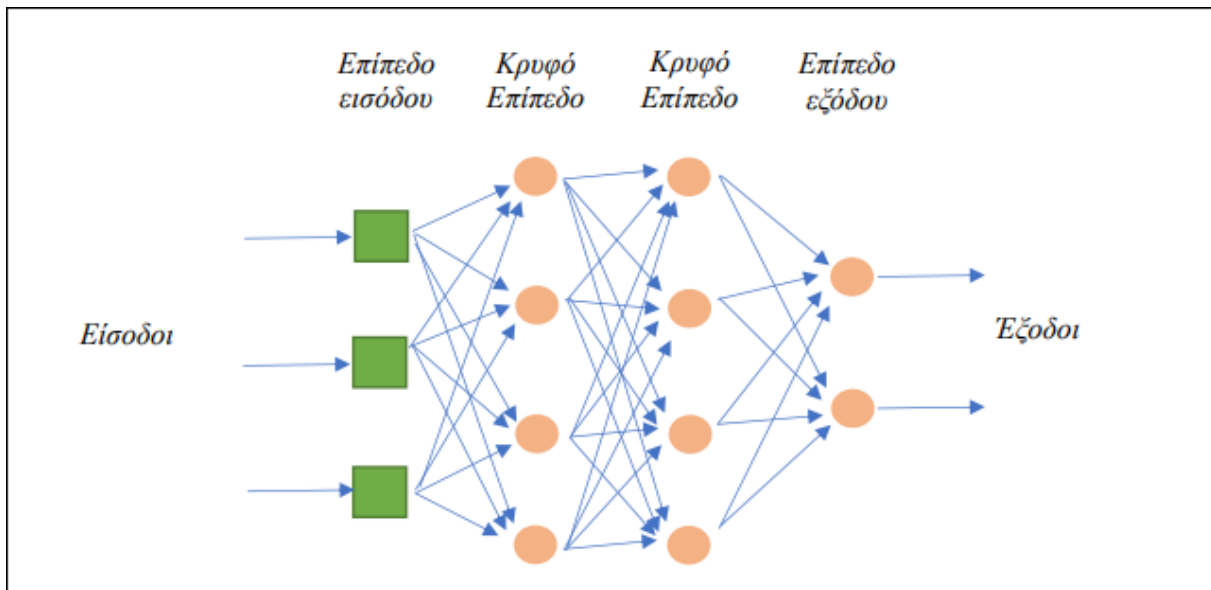 Επίπεδο
εισόδου
Κρυφό
Επίπεδο
Κρυφό
Επίπεδο
Επίπεδο
εξόδου
Είσοδοι
Έξοδοι